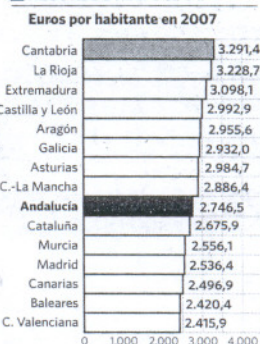 Euros por habitante en 2007
Cantabria 3.291,4
La Rioja 3.228,7
Extremadura 3.098,1
Castilla y León 2.992,9
Aragón 2.955,6
Galicia 2.932,0
Asturias 2.984,7
C.-La Mancha 2.886,4
Andalucía 2.746,5
Cataluña 2.675,9
Murcia 2.556,1
Madrid 2.536,4
Canarias 2.496,9
Baleares 2.420,4
C. Valenciana 2.415,9
0 1.000 2.000 3.000 4.000